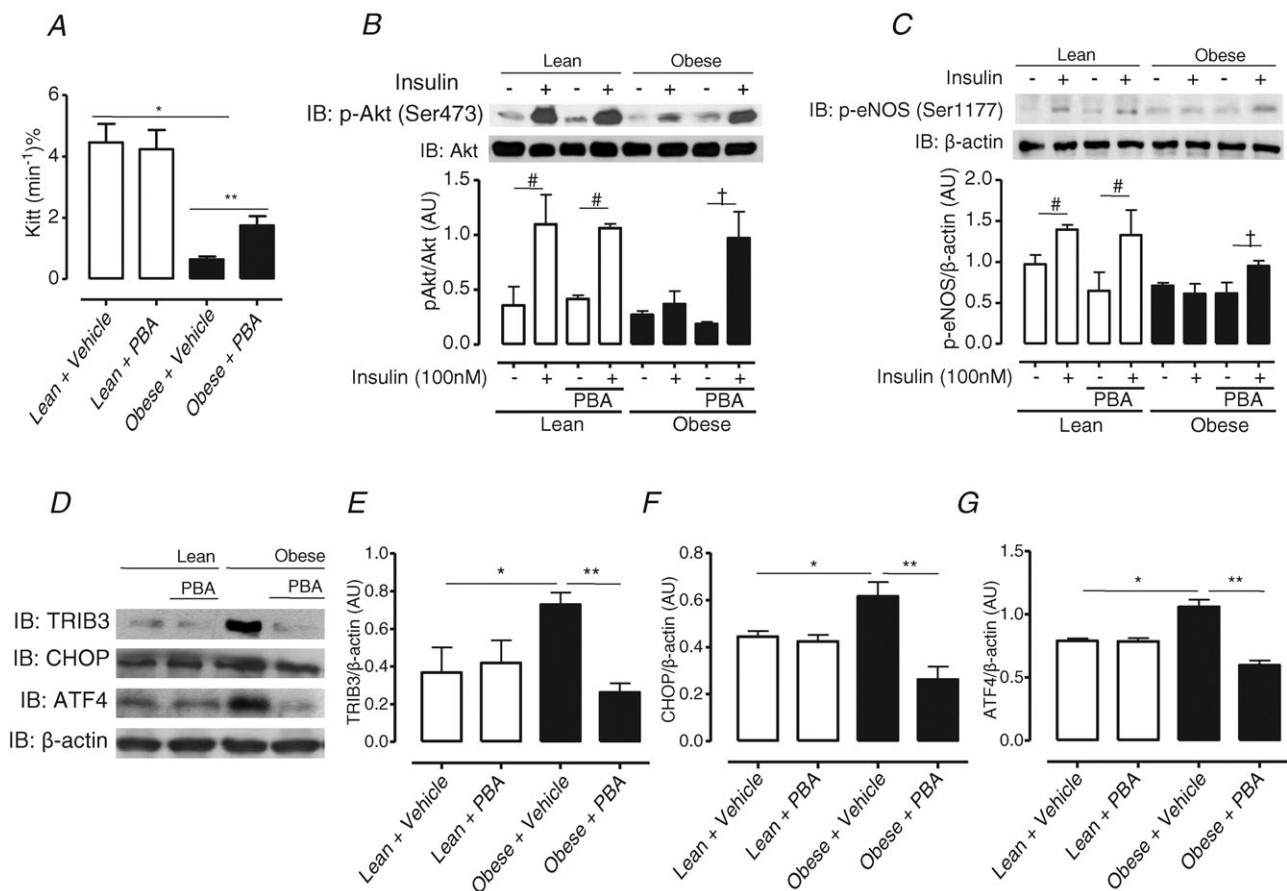 A
Kitt (min⁻¹)%
6
4
2
0
*
**
Lean + Vehicle
Lean + PBA
Obese + Vehicle
Obese + PBA
B
Lean Obese
Insulin - + - + - + - +
IB: p-Akt (Ser473)
IB: Akt
pAkt/Akt (AU)
1.5
1.0
0.5
0.0
# # †
Insulin (100nM) - + - + - + - +
PBA PBA
Lean Obese
C
Lean Obese
Insulin - + - + - + - +
IB: p-eNOS (Ser1177)
IB: β-actin
p-eNOS/β-actin (AU)
2.0
1.5
1.0
0.5
0.0
# # †
Insulin (100nM) - + - + - + - +
PBA PBA
Lean Obese
D
Lean Obese
PBA PBA
IB: TRIB3
IB: CHOP
IB: ATF4
IB: β-actin
E
TRIB3/β-actin (AU)
1.0
0.8
0.6
0.4
0.2
0.0
* **
Lean + Vehicle
Lean + PBA
Obese + Vehicle
Obese + PBA
F
CHOP/β-actin (AU)
0.8
0.6
0.4
0.2
0.0
* **
Lean + Vehicle
Lean + PBA
Obese + Vehicle
Obese + PBA
G
ATF4/β-actin (AU)
1.5
1.0
0.5
0.0
* **
Lean + Vehicle
Lean + PBA
Obese + Vehicle
Obese + PBA